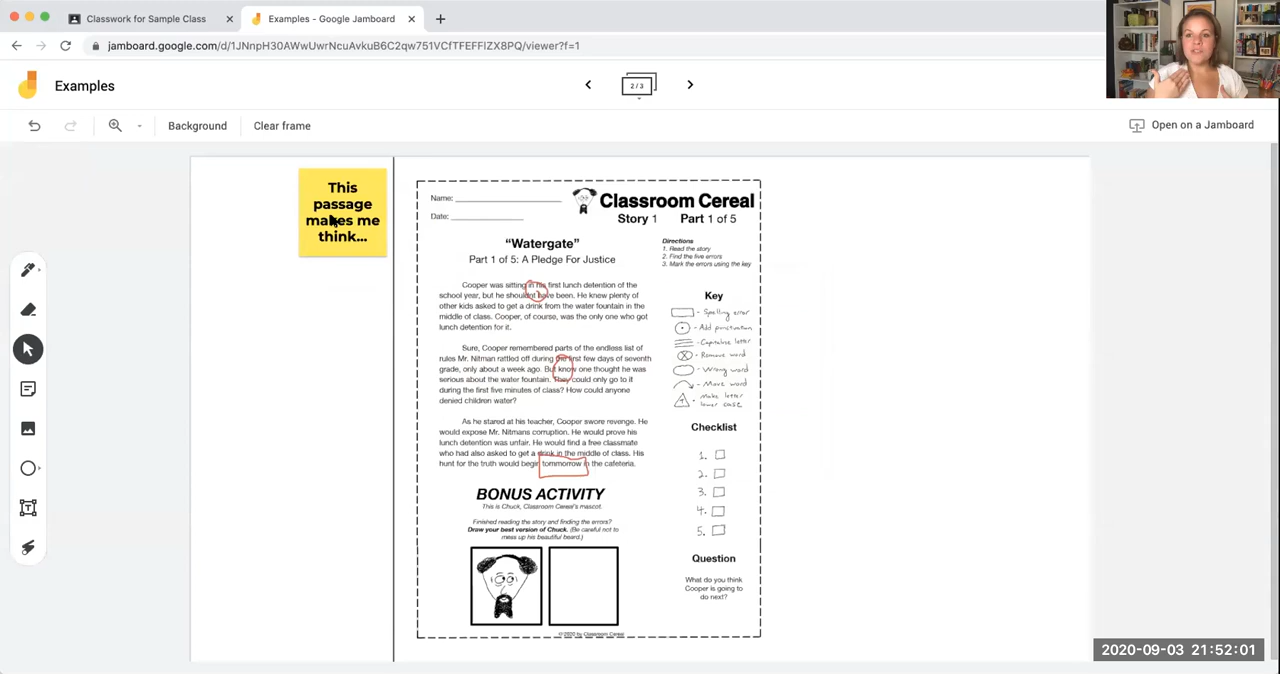 Classwork for Sample Class
Examples - Google Jamboard
jamboard.google.com/d/1JNnpH30AWwUwrNcuAvkuB6C2qw751VCfTFEFFlZX8PQ/viewer?f=1
Examples
2 / 3
Background
Clear frame
Open on a Jamboard
This
passage
makes me
think...
Name:
Date:
Classroom Cereal
Story 1 Part 1 of 5
"Watergate"
Part 1 of 5: A Pledge For Justice
Cooper was sitting in his first lunch detention of the
school year, but he shouldnt have been. He knew plenty of
other kids asked to get a drink from the water fountain in the
middle of class. Cooper, of course, was the only one who got
lunch detention for it.
Sure, Cooper remembered parts of the endless list of
rules Mr. Nitman rattled off during the first few days of seventh
grade, only about a week ago. But know one thought he was
serious about the water fountain. They could only go to it
during the first five minutes of class? How could anyone
denied children water?
As he stared at his teacher, Cooper swore revenge. He
would expose Mr. Nitmans corruption. He would prove his
lunch detention was unfair. He would find a free classmate
who had also asked to get a drink in the middle of class. His
hunt for the truth would begin tommorrow in the cafeteria.
BONUS ACTIVITY
This is Chuck, Classroom Cereal's mascot.
Finished reading the story and finding the errors?
Draw your best version of Chuck. (Be careful not to
mess up his beautiful beard.)
Directions
1. Read the story
2. Find the five errors
3. Mark the errors using the key
Key
- Spelling error
- Add punctuation
- Capitalize letter
- Remove word
- Wrong word
- Move word
- Make letter
lower case
Checklist
1.
2.
3.
4.
5.
Question
What do you think
Cooper is going to
do next?
© 2020 by Classroom Cereal
2020-09-03 21:52:01